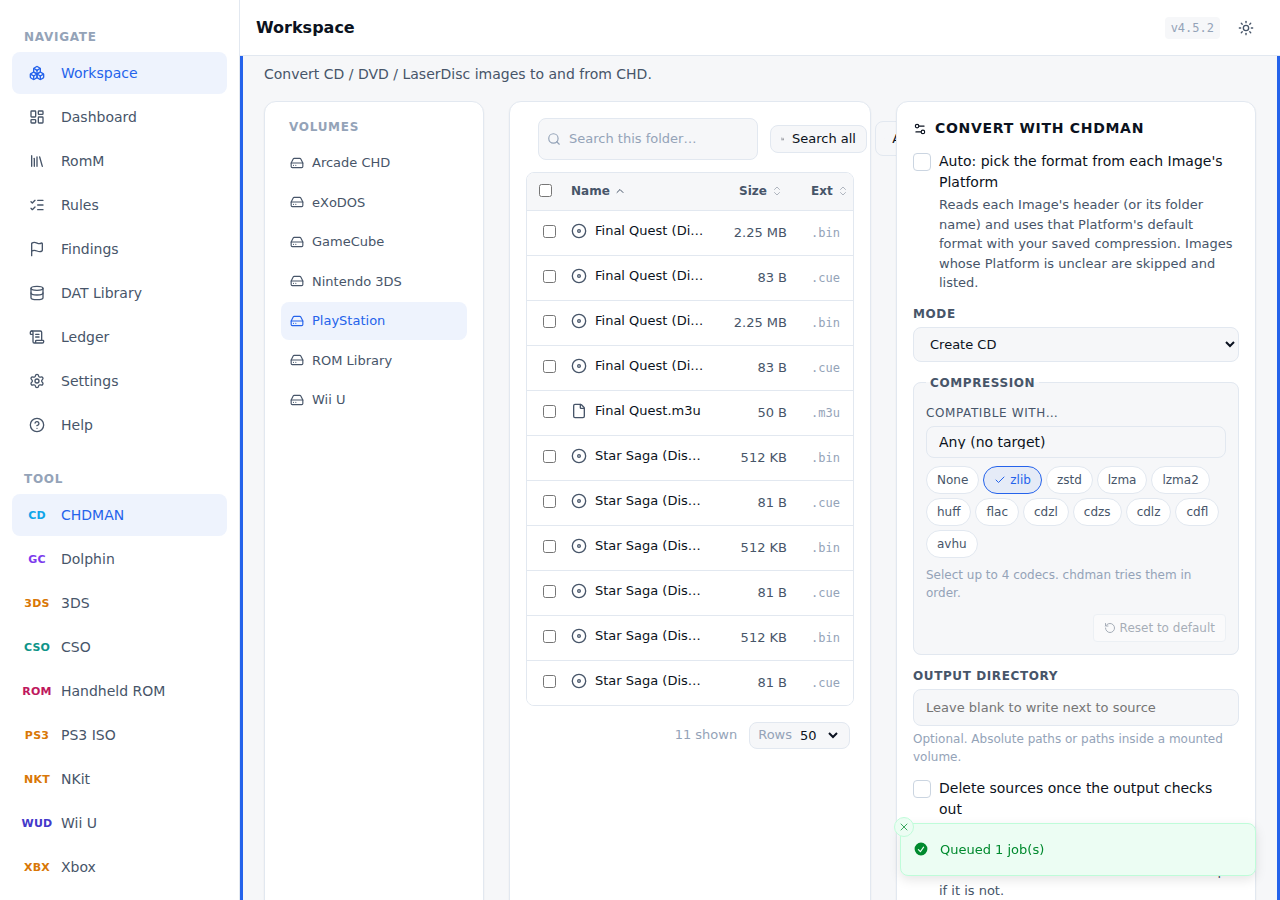 NAVIGATE
Workspace
Dashboard
RomM
Rules
Findings
DAT Library
Ledger
Settings
Help
TOOL
CD CHDMAN
GC Dolphin
3DS 3DS
CSO CSO
ROM Handheld ROM
PS3 PS3 ISO
NKT NKit
WUD Wii U
XBX Xbox
Workspace
v4.5.2
Convert CD / DVD / LaserDisc images to and from CHD.
VOLUMES
Arcade CHD
eXoDOS
GameCube
Nintendo 3DS
PlayStation
ROM Library
Wii U
Search this folder…
Search all
Name Size Ext
Final Quest (Di… 2.25 MB .bin
Final Quest (Di… 83 B .cue
Final Quest (Di… 2.25 MB .bin
Final Quest (Di… 83 B .cue
Final Quest.m3u 50 B .m3u
Star Saga (Dis… 512 KB .bin
Star Saga (Dis… 81 B .cue
Star Saga (Dis… 512 KB .bin
Star Saga (Dis… 81 B .cue
Star Saga (Dis… 512 KB .bin
Star Saga (Dis… 81 B .cue
11 shown Rows 50
CONVERT WITH CHDMAN
Auto: pick the format from each Image's
Platform
Reads each Image's header (or its folder
name) and uses that Platform's default
format with your saved compression. Images
whose Platform is unclear are skipped and
listed.
MODE
Create CD
COMPRESSION
COMPATIBLE WITH…
Any (no target)
None zlib zstd lzma lzma2
huff flac cdzl cdzs cdlz cdfl
avhu
Select up to 4 codecs. chdman tries them in
order.
Reset to default
OUTPUT DIRECTORY
Leave blank to write next to source
Optional. Absolute paths or paths inside a mounted
volume.
Delete sources once the output checks
out
Queued 1 job(s)
if it is not.